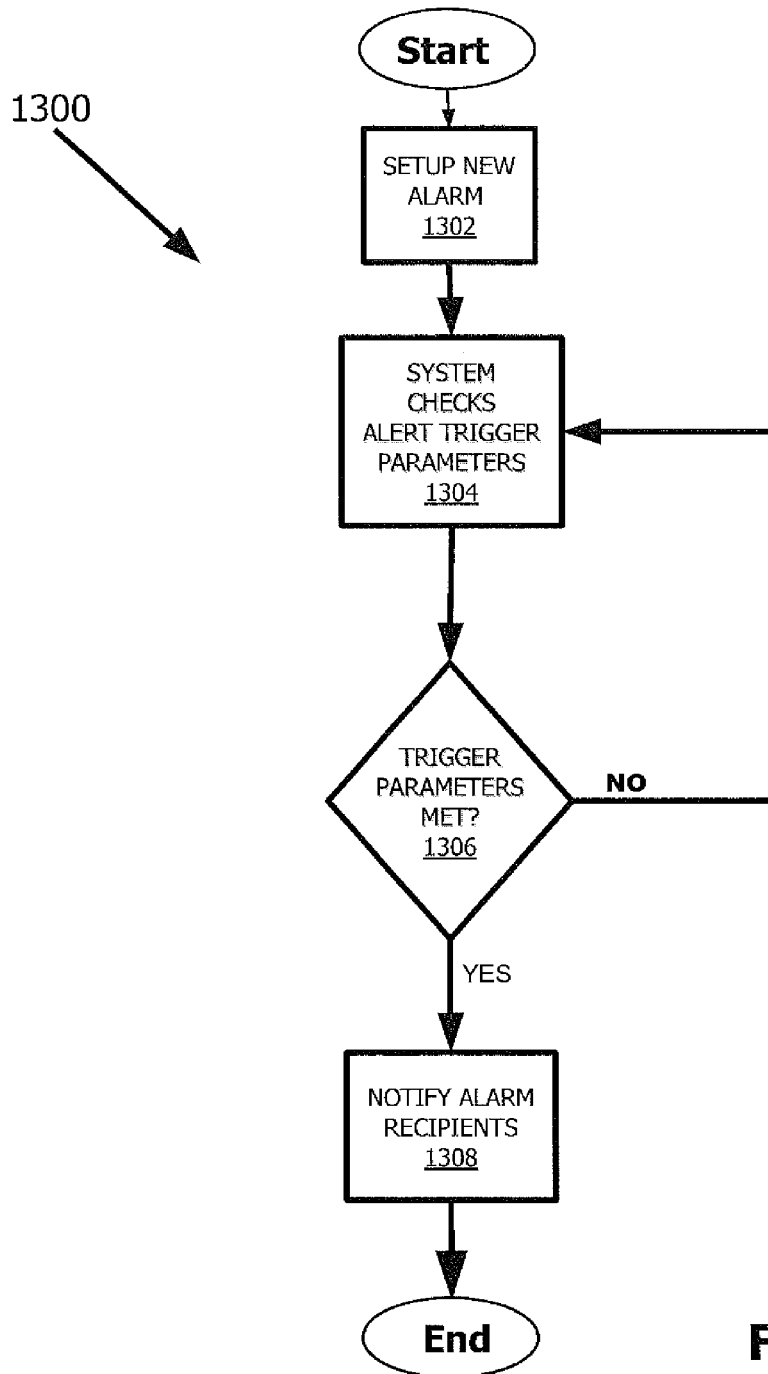 Start
1300
SETUP NEW
ALARM
1302
SYSTEM
CHECKS
ALERT TRIGGER
PARAMETERS
1304
TRIGGER
PARAMETERS
MET?
1306
NO
YES
NOTIFY ALARM
RECIPIENTS
1308
End
F